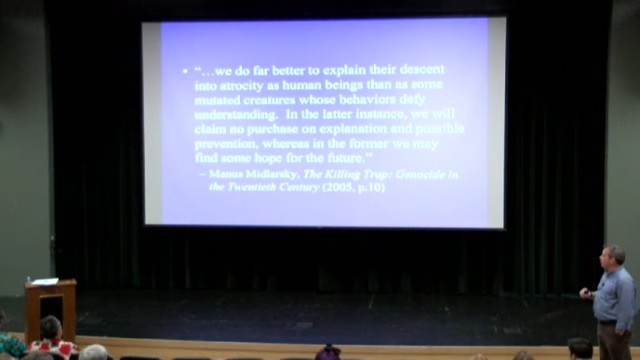 • “…we do far better to explain their descent
into atrocity as human beings than as some
mutated creatures whose behaviors defy
understanding. In the latter instance, we will
claim no purchase on explanation and possible
prevention, whereas in the former we may
find some hope for the future.”
– Manus Midlarsky, The Killing Trap: Genocide in
the Twentieth Century (2005, p.10)